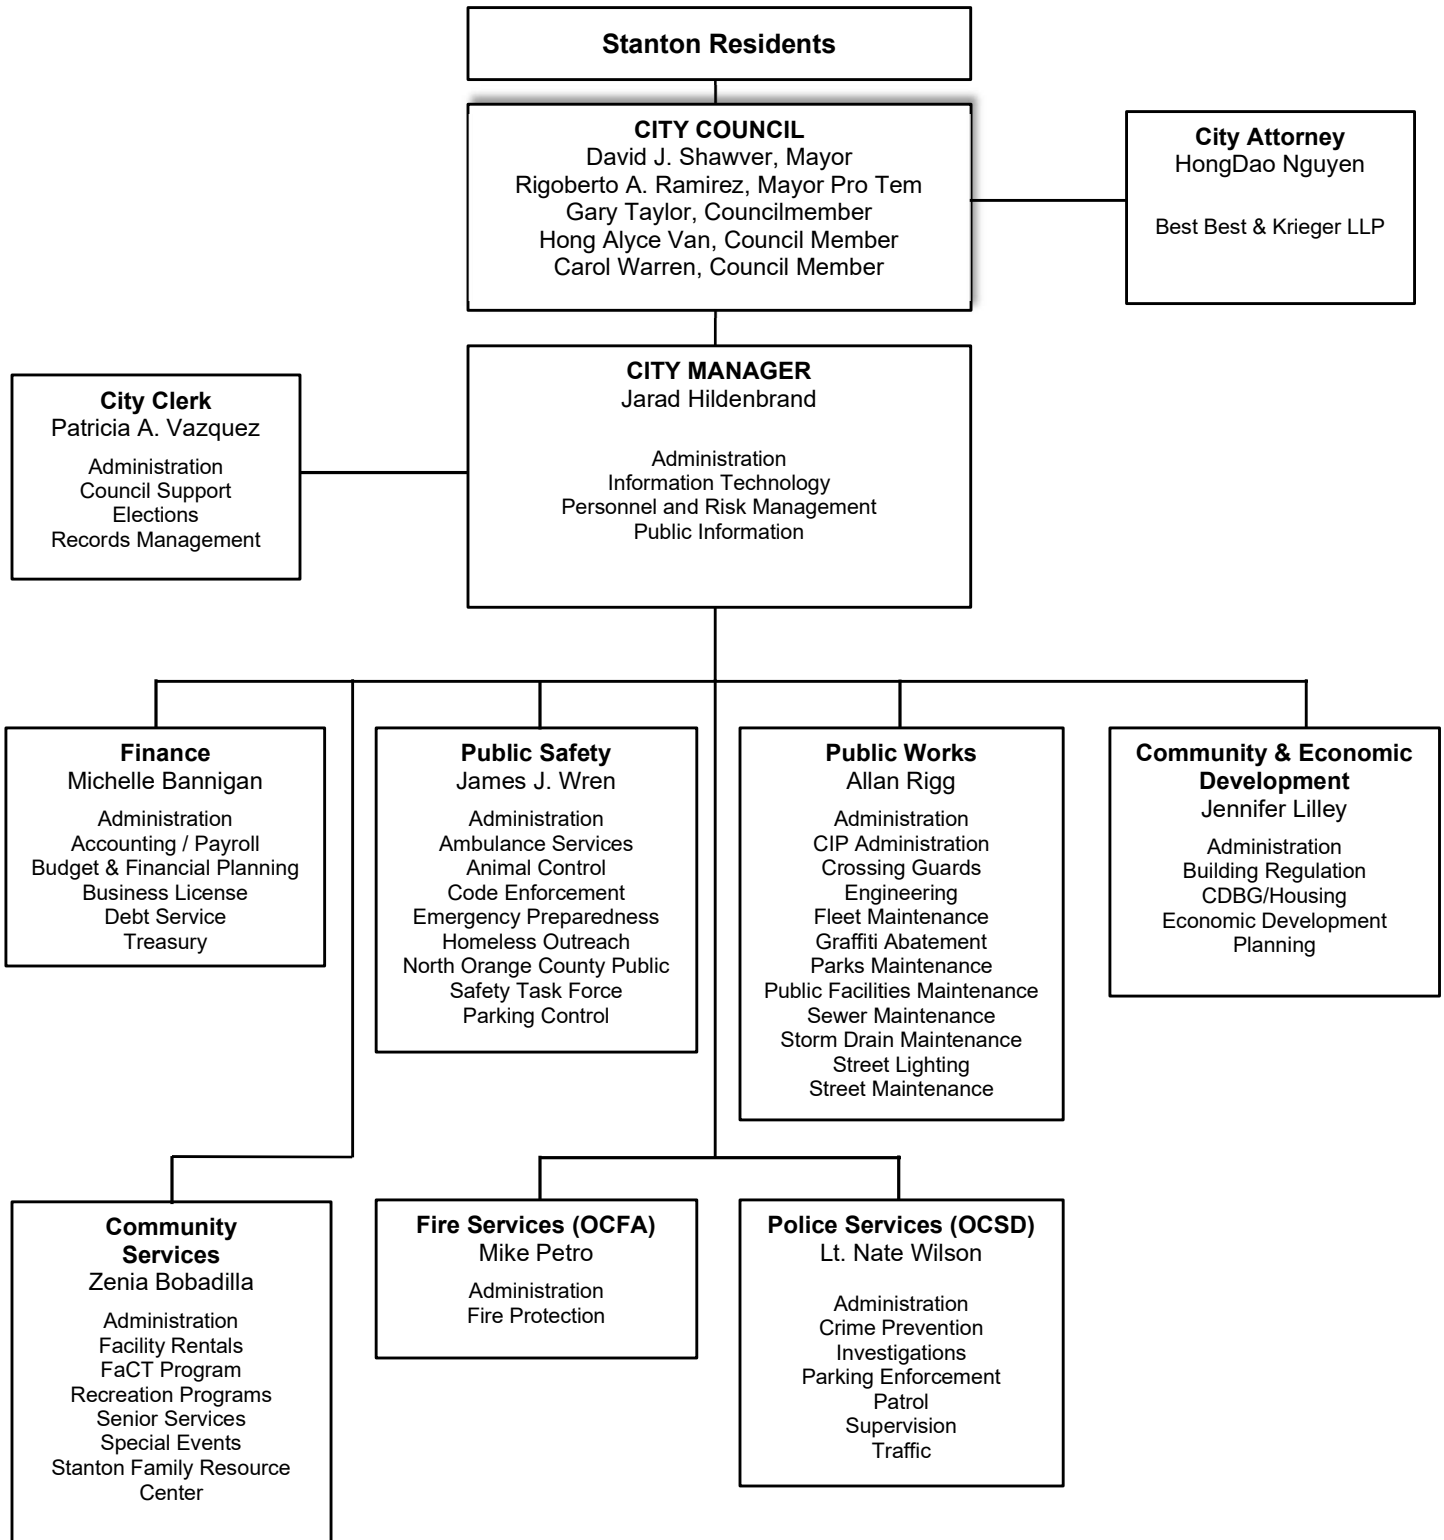 Stanton Residents
CITY COUNCIL
David J. Shawver, Mayor
Rigoberto A. Ramirez, Mayor Pro Tem
Gary Taylor, Councilmember
Hong Alyce Van, Council Member
Carol Warren, Council Member
City Attorney
HongDao Nguyen
Best Best & Krieger LLP
City Clerk
Patricia A. Vazquez
Administration
Council Support
Elections
Records Management
CITY MANAGER
Jarad Hildenbrand
Administration
Information Technology
Personnel and Risk Management
Public Information
Finance
Michelle Bannigan
Administration
Accounting / Payroll
Budget & Financial Planning
Business License
Debt Service
Treasury
Public Safety
James J. Wren
Administration
Ambulance Services
Animal Control
Code Enforcement
Emergency Preparedness
Homeless Outreach
North Orange County Public
Safety Task Force
Parking Control
Public Works
Allan Rigg
Administration
CIP Administration
Crossing Guards
Engineering
Fleet Maintenance
Graffiti Abatement
Parks Maintenance
Public Facilities Maintenance
Sewer Maintenance
Storm Drain Maintenance
Street Lighting
Street Maintenance
Community & Economic
Development
Jennifer Lilley
Administration
Building Regulation
CDBG/Housing
Economic Development
Planning
Community
Services
Zenia Bobadilla
Administration
Facility Rentals
FaCT Program
Recreation Programs
Senior Services
Special Events
Stanton Family Resource
Center
Fire Services (OCFA)
Mike Petro
Administration
Fire Protection
Police Services (OCSD)
Lt. Nate Wilson
Administration
Crime Prevention
Investigations
Parking Enforcement
Patrol
Supervision
Traffic